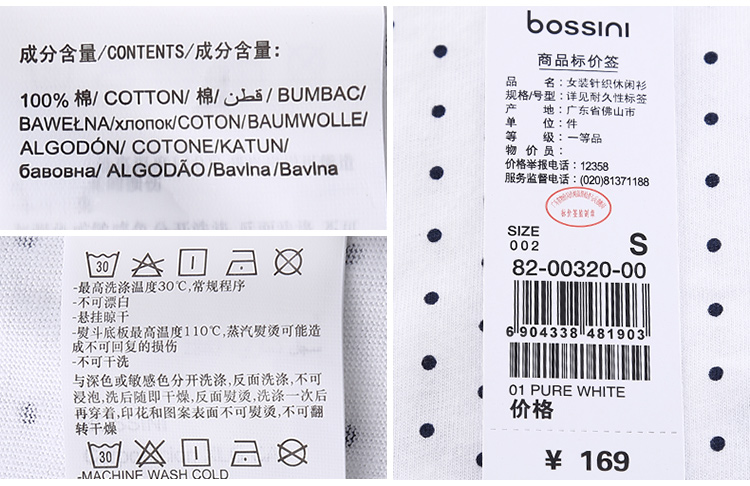 成分含量/CONTENTS/成分含量:
100% 棉/ COTTON/ 棉/ قطن / BUMBAC/
BAWEŁNA/хлопок/COTON/BAUMWOLLE/
ALGODÓN/ COTONE/KATUN/
бавовна/ ALGODÃO /Bavlna /Bavlna
30
-最高洗涤温度30℃,常规程序
-不可漂白
-悬挂晾干
-熨斗底板最高温度110℃,蒸汽熨烫可能造
成不可回复的损伤
-不可干洗
与深色或敏感色分开洗涤,反面洗涤,不可
浸泡,洗后随即干燥,反面熨烫,洗涤一次后
再穿着,印花和图案表面不可熨烫,不可翻
转干燥
30
-MACHINE WASH COLD
bossini
商品标价签
品 名：女装针织休闲衫
规格/号型：详见耐久性标签
产 地：广东省佛山市
单 位：件
等 级：一等品
物 价 员：
价格举报电话：12358
服务监督电话：(020)81371188
SIZE
002 S
82-00320-00
6 904338 481903
01 PURE WHITE
价格
¥ 169